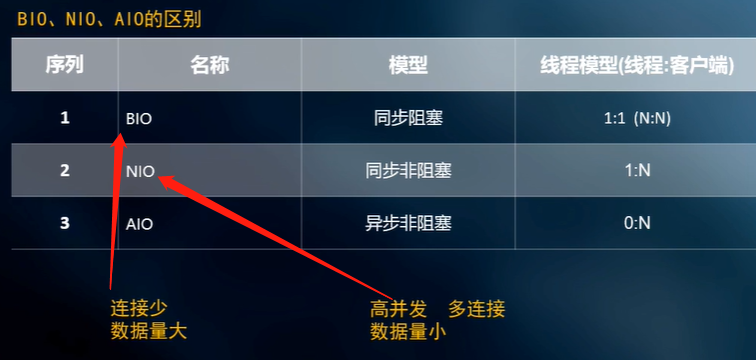 BIO、NIO、AIO的区别
序列 名称 模型 线程模型(线程:客户端)
1 BIO 同步阻塞 1:1 (N:N)
2 NIO 同步非阻塞 1:N
3 AIO 异步非阻塞 0:N
连接少 高并发 多连接
数据量大 数据量小